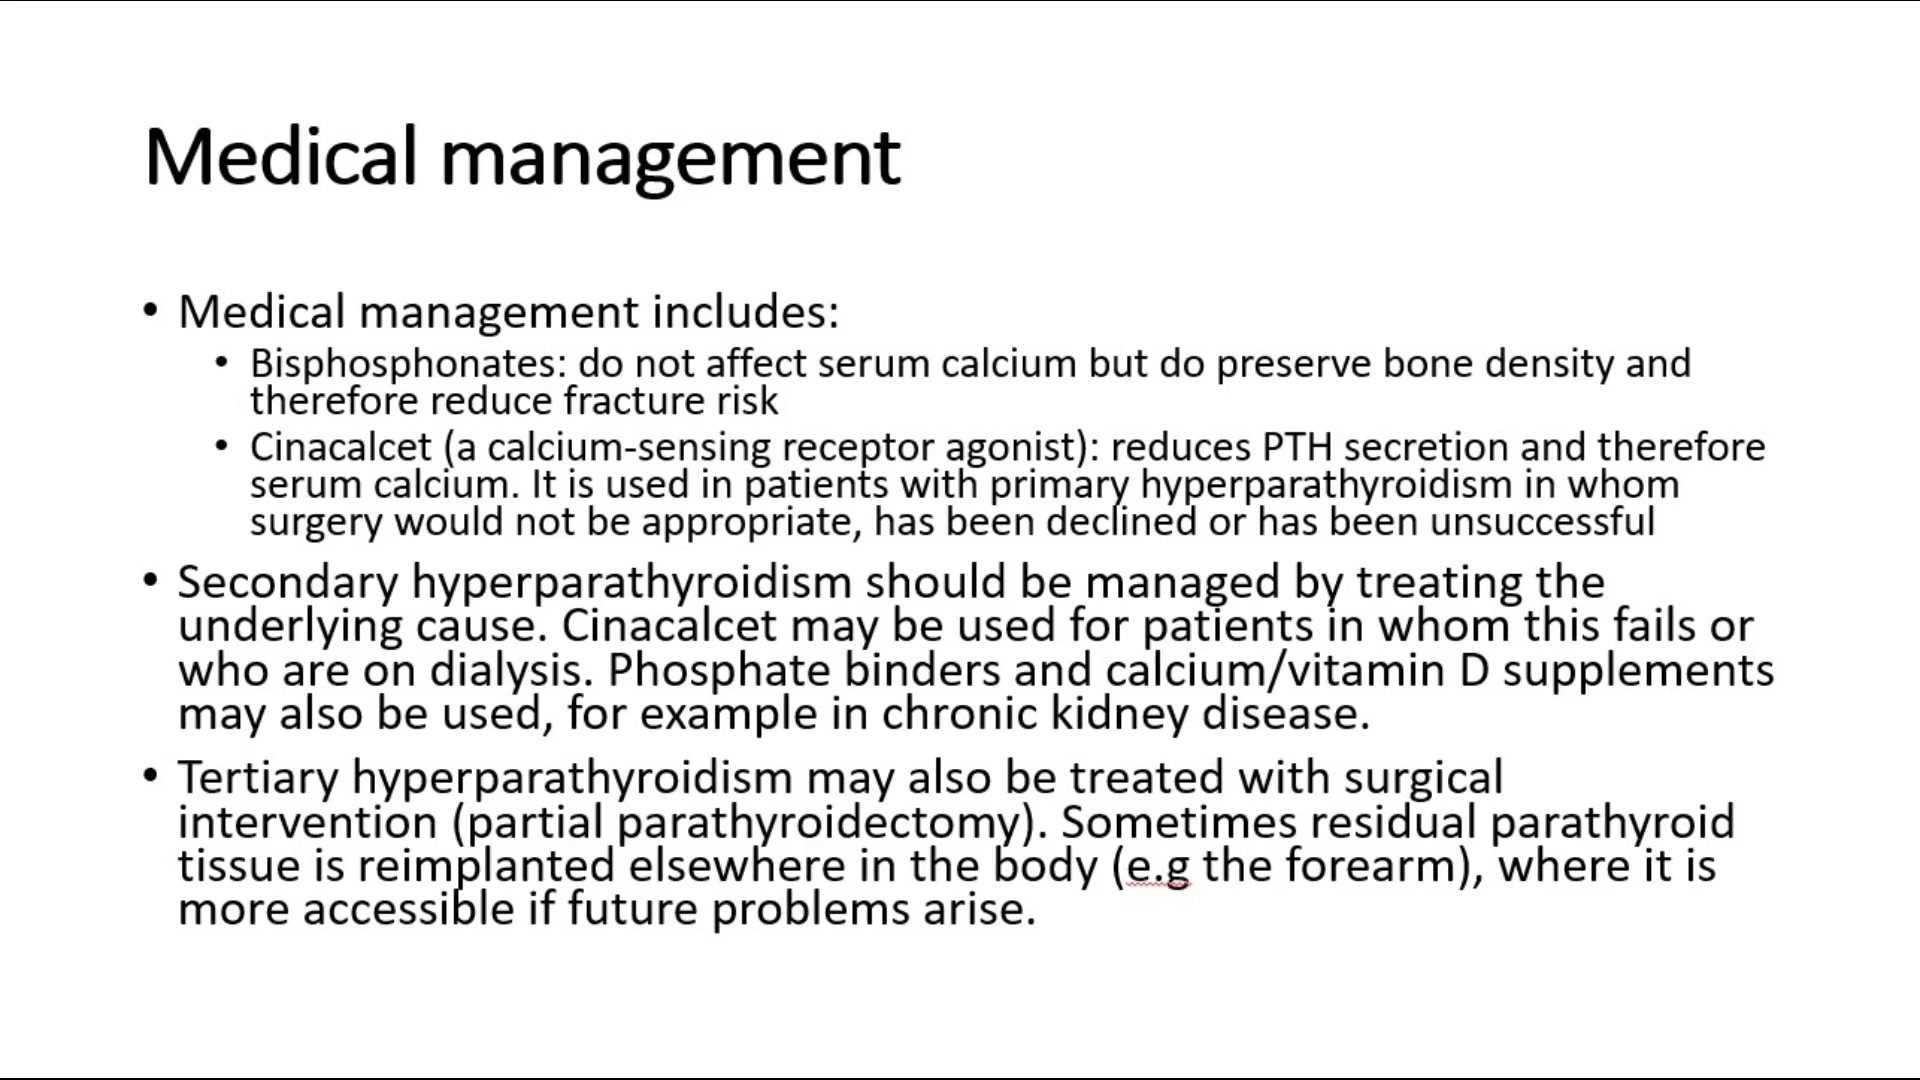 Medical management
• Medical management includes:
• Bisphosphonates: do not affect serum calcium but do preserve bone density and
therefore reduce fracture risk
• Cinacalcet (a calcium-sensing receptor agonist): reduces PTH secretion and therefore
serum calcium. It is used in patients with primary hyperparathyroidism in whom
surgery would not be appropriate, has been declined or has been unsuccessful
• Secondary hyperparathyroidism should be managed by treating the
underlying cause. Cinacalcet may be used for patients in whom this fails or
who are on dialysis. Phosphate binders and calcium/vitamin D supplements
may also be used, for example in chronic kidney disease.
• Tertiary hyperparathyroidism may also be treated with surgical
intervention (partial parathyroidectomy). Sometimes residual parathyroid
tissue is reimplanted elsewhere in the body (e.g the forearm), where it is
more accessible if future problems arise.